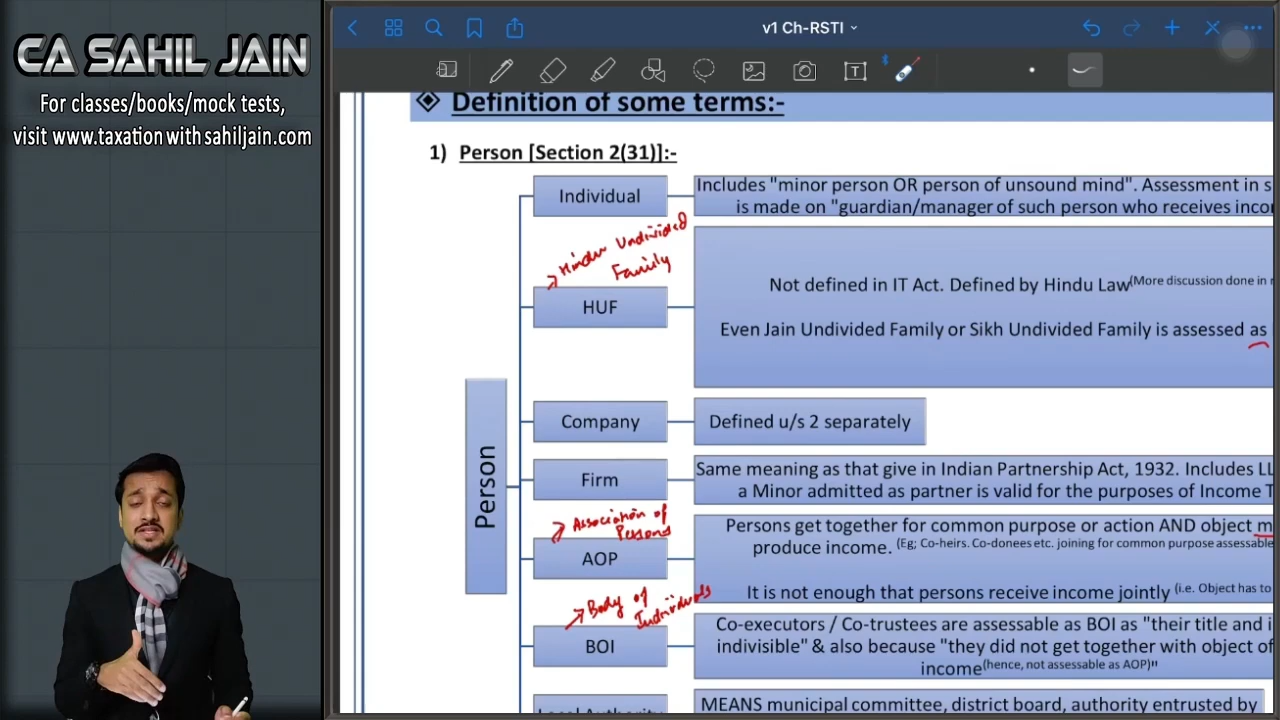 CA SAHIL JAIN
For classes/books/mock tests,
visit www.taxationwithsahiljain.com
v1 Ch-RSTI
T
Definition of some terms:-
1) Person [Section 2(31)]:-
Person
Individual
Includes "minor person OR person of unsound mind". Assessment in s
is made on "guardian/manager of such person who receives inco
Hindu Undivided
Family
HUF
Not defined in IT Act. Defined by Hindu Law(More discussion done in
Even Jain Undivided Family or Sikh Undivided Family is assessed as
Company
Defined u/s 2 separately
Firm
Same meaning as that give in Indian Partnership Act, 1932. Includes LL
a Minor admitted as partner is valid for the purposes of Income T
Association of
Persons
AOP
Persons get together for common purpose or action AND object m
produce income. (Eg; Co-heirs. Co-donees etc. joining for common purpose assessable
It is not enough that persons receive income jointly (i.e. Object has to
Body of
Individuals
BOI
Co-executors / Co-trustees are assessable as BOI as "their title and i
indivisible" & also because "they did not get together with object of
income(hence, not assessable as AOP)"
Local Authority
MEANS municipal committee, district board, authority entrusted by